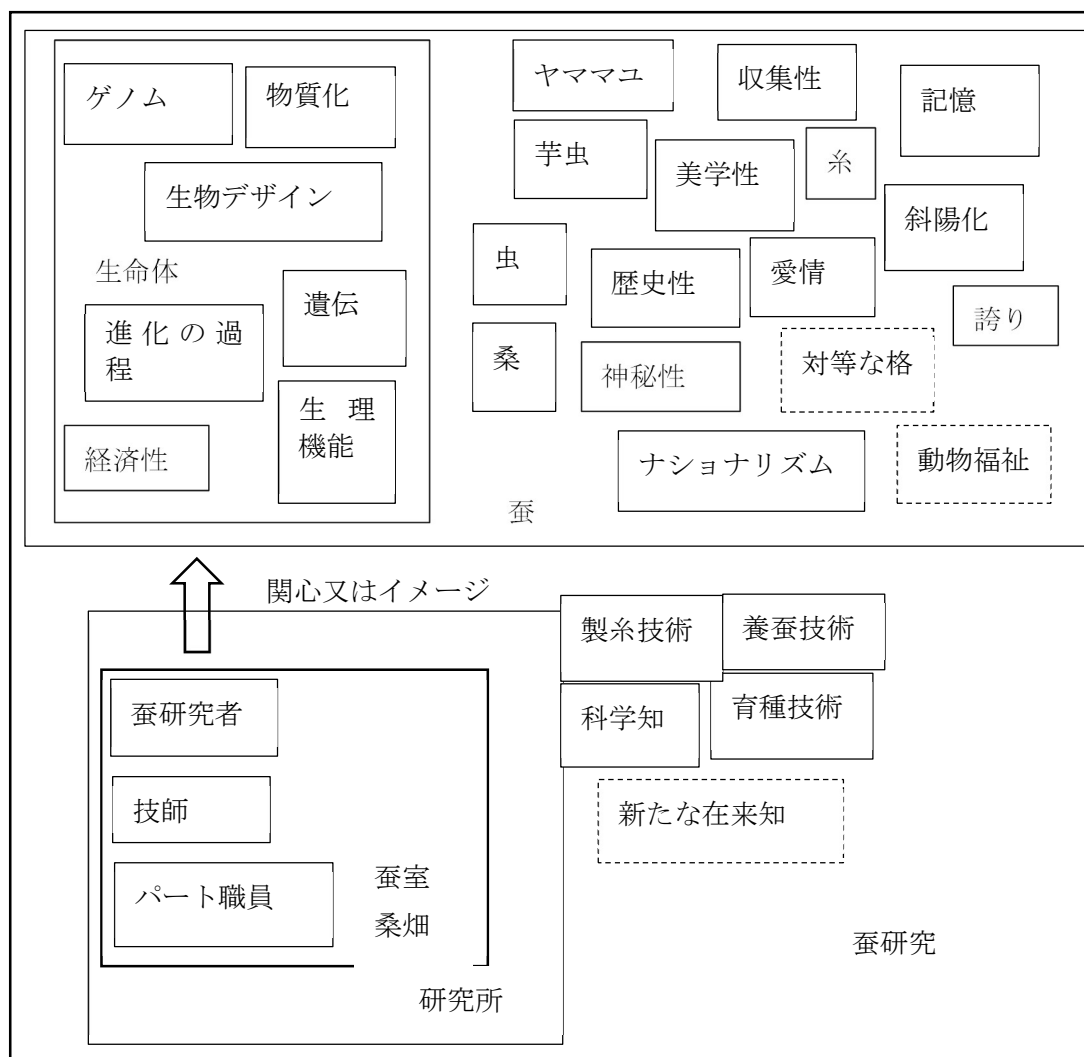 ゲノム
物質化
生物デザイン
生命体
遺伝
進化の過
程
生理
機能
経済性
ヤママユ
収集性
記憶
芋虫
美学性
糸
斜陽化
虫
歴史性
愛情
誇り
桑
神秘性
対等な格
ナショナリズム
動物福祉
蚕
関心又はイメージ
製糸技術
養蚕技術
科学知
育種技術
新たな在来知
蚕研究者
技師
パート職員
蚕室
桑畑
研究所
蚕研究